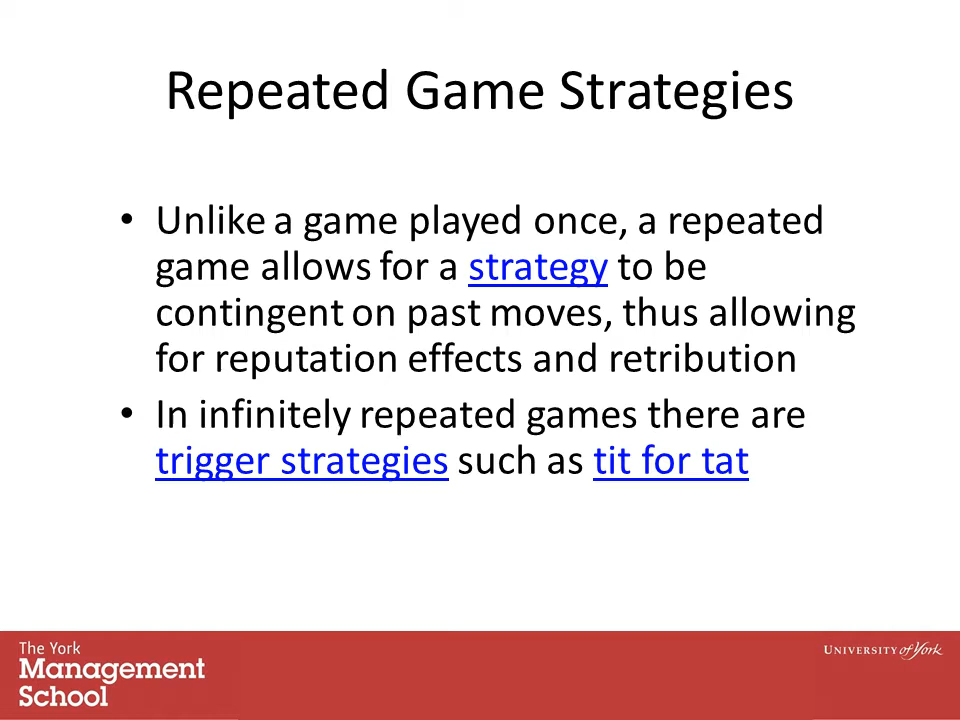 Repeated Game Strategies
• Unlike a game played once, a repeated
game allows for a strategy to be
contingent on past moves, thus allowing
for reputation effects and retribution
• In infinitely repeated games there are
trigger strategies such as tit for tat
The York
Management
School
UNIVERSITY of York